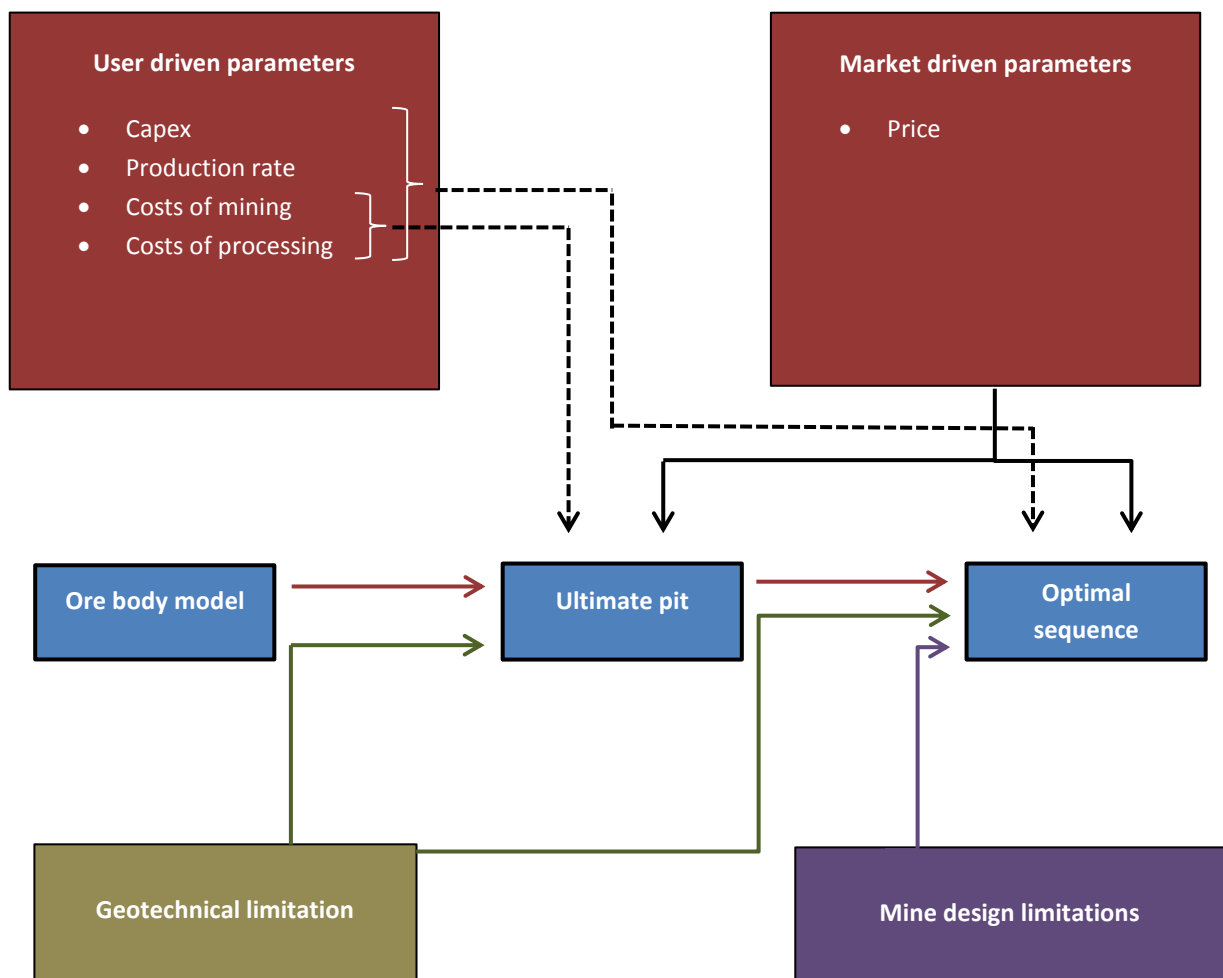 User driven parameters
• Capex
• Production rate
• Costs of mining
• Costs of processing
Market driven parameters
• Price
Ore body model
Ultimate pit
Optimal
sequence
Geotechnical limitation
Mine design limitations